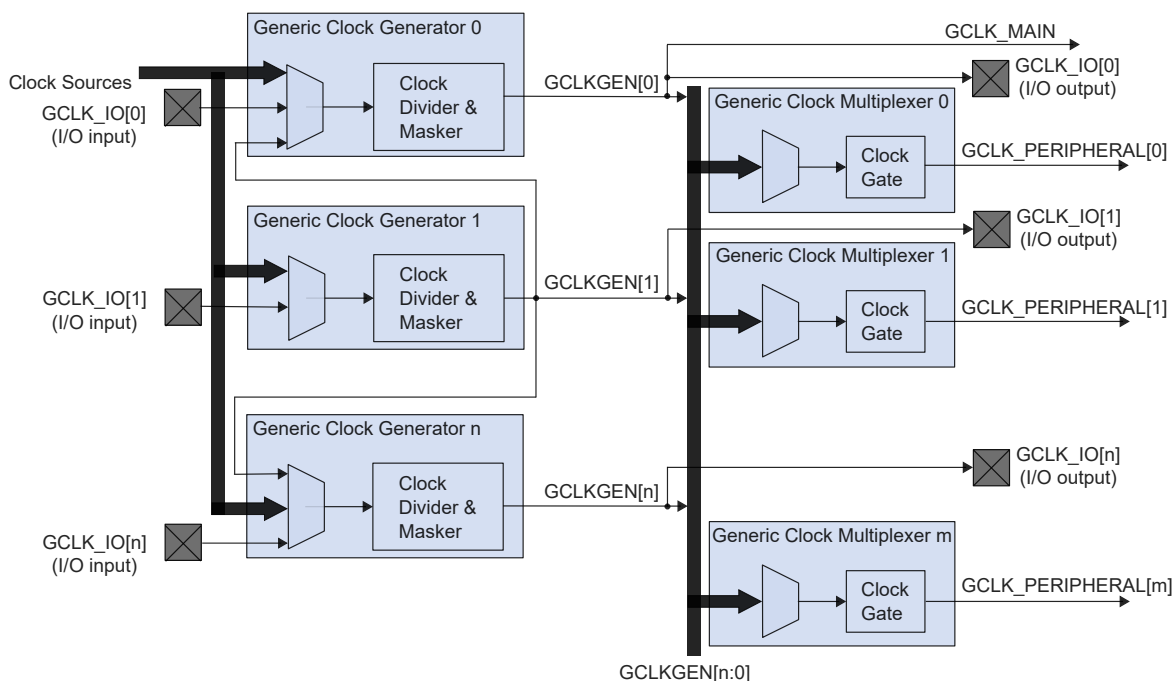 Generic Clock Generator 0
Clock Sources
GCLK_IO[0]
(I/O input)
Clock
Divider &
Masker
GCLKGEN[0]
GCLK_MAIN
GCLK_IO[0]
(I/O output)
Generic Clock Multiplexer 0
Clock
Gate
GCLK_PERIPHERAL[0]
Generic Clock Generator 1
GCLK_IO[1]
(I/O input)
Clock
Divider &
Masker
GCLKGEN[1]
GCLK_IO[1]
(I/O output)
Generic Clock Multiplexer 1
Clock
Gate
GCLK_PERIPHERAL[1]
Generic Clock Generator n
GCLK_IO[n]
(I/O input)
Clock
Divider &
Masker
GCLKGEN[n]
GCLK_IO[n]
(I/O output)
Generic Clock Multiplexer m
Clock
Gate
GCLK_PERIPHERAL[m]
GCLKGEN[n:0]